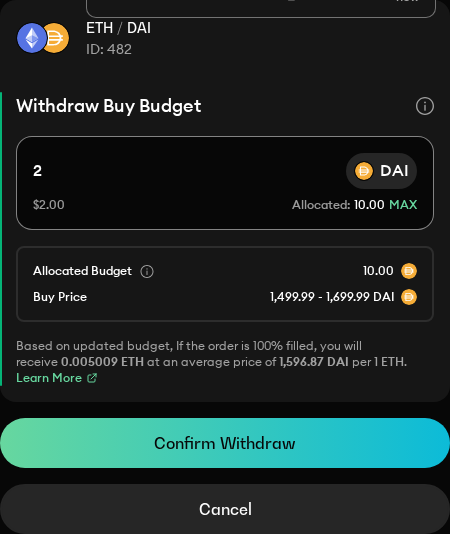 ETH / DAI
ID: 482
Withdraw Buy Budget
2
DAI
$2.00
Allocated: 10.00 MAX
Allocated Budget
10.00
Buy Price
1,499.99 - 1,699.99 DAI
Based on updated budget, If the order is 100% filled, you will
receive 0.005009 ETH at an average price of 1,596.87 DAI per 1 ETH.
Learn More
Confirm Withdraw
Cancel